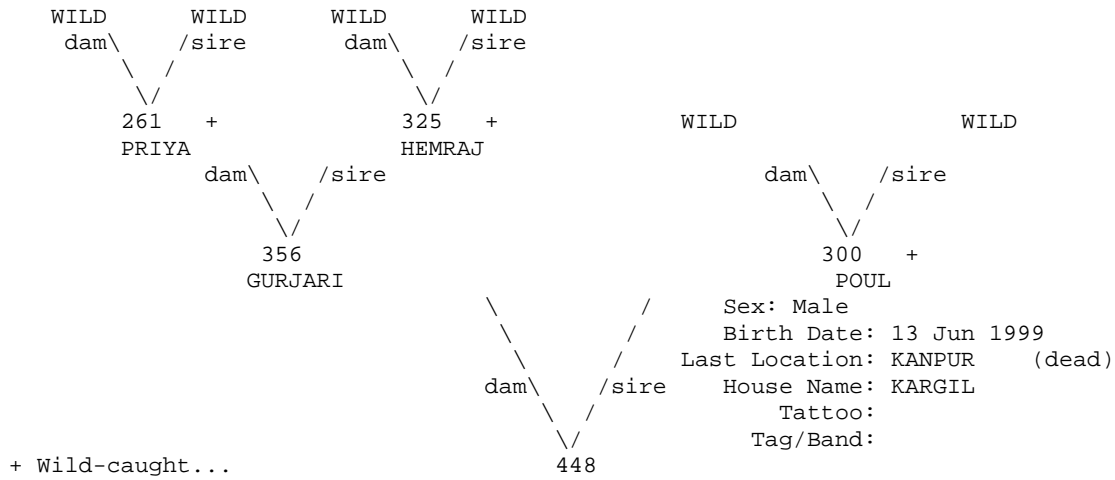 WILD WILD WILD WILD
dam\ /sire dam\ /sire
\ / \ /
\/ \/
261 + 325 + WILD WILD
PRIYA HEMRAJ
dam\ /sire dam\ /sire
\ / \ /
\/ \/
356 300 +
GURJARI POUL
\ / Sex: Male
\ / Birth Date: 13 Jun 1999
\ / Last Location: KANPUR (dead)
dam\ /sire House Name: KARGIL
\ / Tattoo:
\/ Tag/Band:
+ Wild-caught... 448